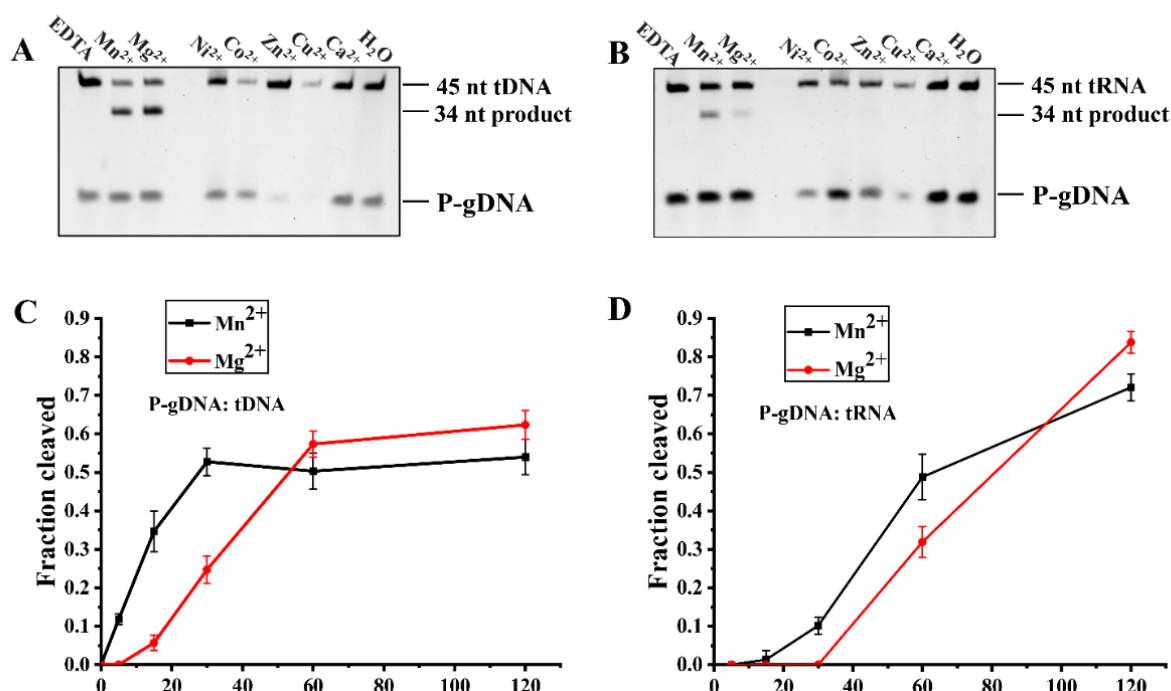 A
EDTA
Mn²⁺
Mg²⁺
Ni²⁺
Co²⁺
Zn²⁺
Cu²⁺
Ca²⁺
H₂O
45 nt tDNA
34 nt product
P-gDNA
B
EDTA
Mn²⁺
Mg²⁺
Ni²⁺
Co²⁺
Zn²⁺
Cu²⁺
Ca²⁺
H₂O
45 nt tRNA
34 nt product
P-gDNA
C
Mn²⁺
Mg²⁺
P-gDNA: tDNA
Fraction cleaved
0.9
0.8
0.7
0.6
0.5
0.4
0.3
0.2
0.1
0.0
0 20 40 60 80 100 120
D
Mn²⁺
Mg²⁺
P-gDNA: tRNA
Fraction cleaved
0.9
0.8
0.7
0.6
0.5
0.4
0.3
0.2
0.1
0.0
0 20 40 60 80 100 120